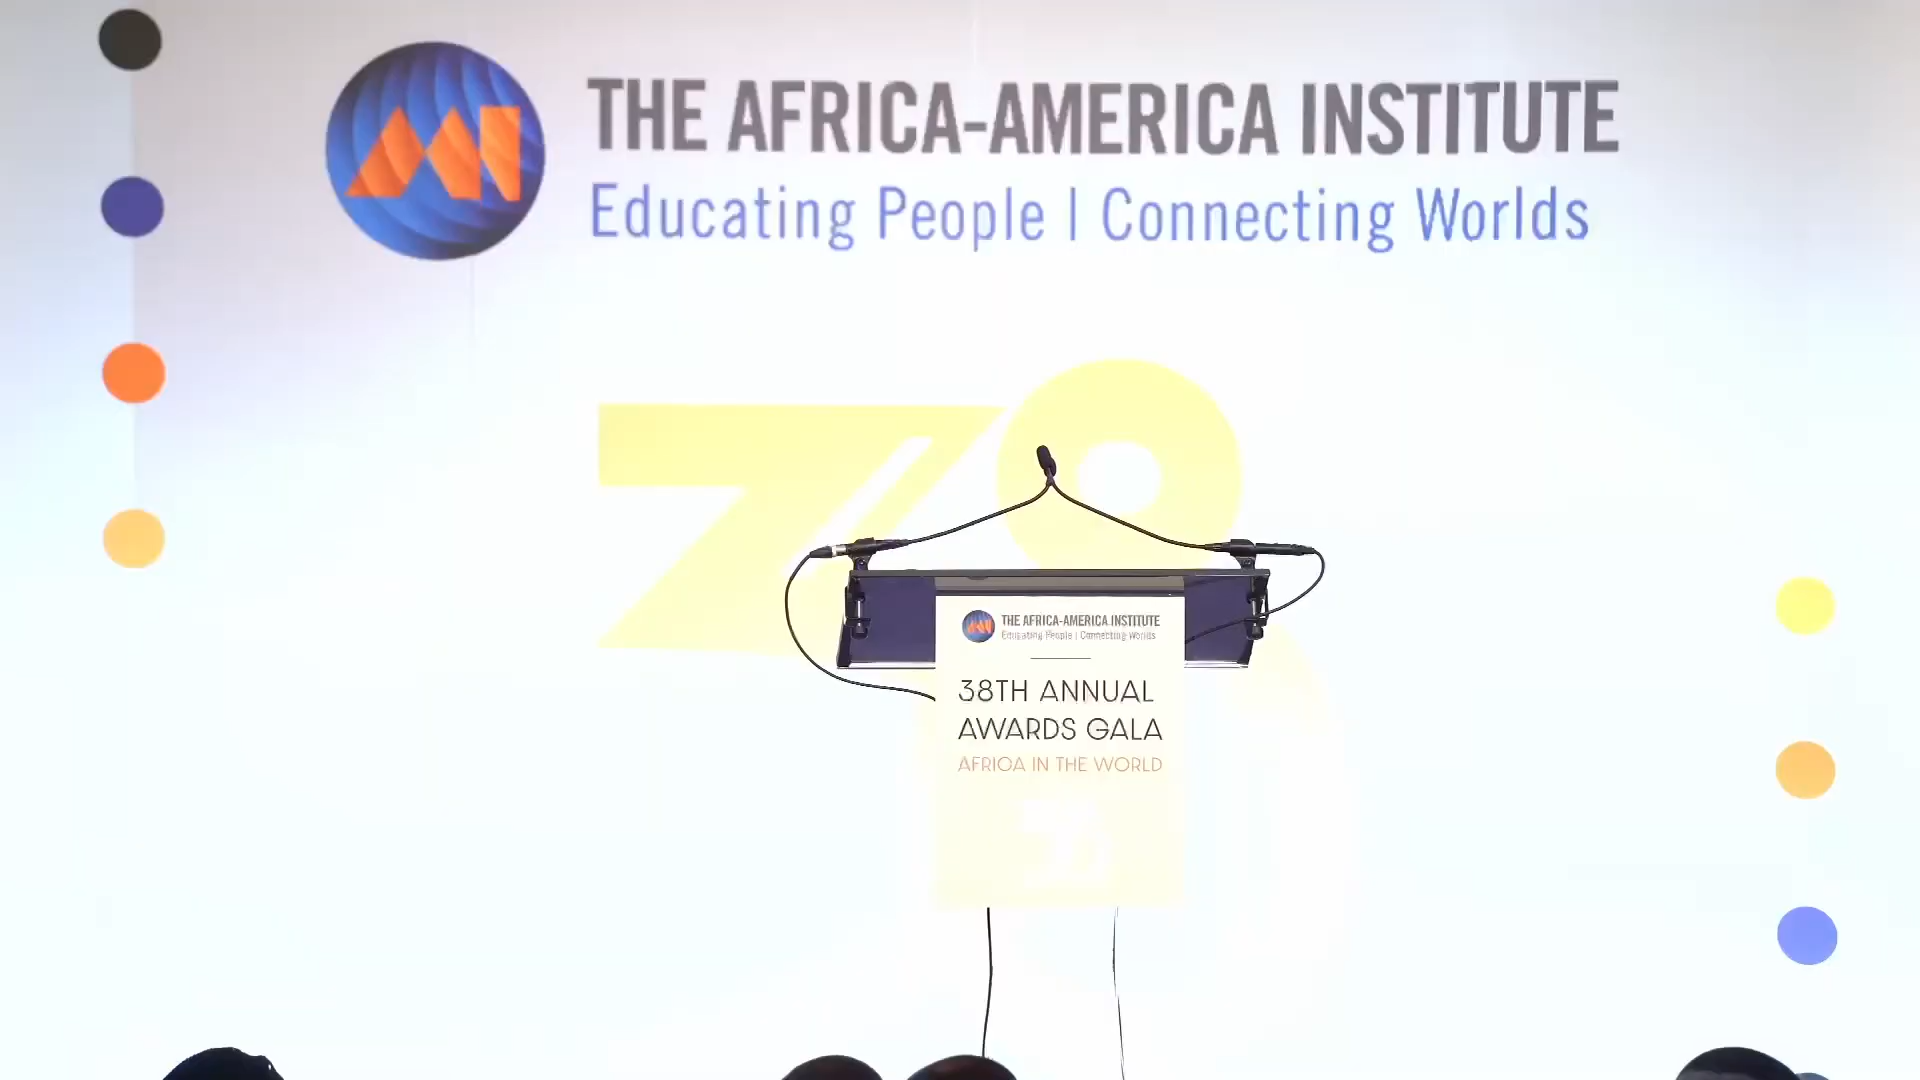 THE AFRICA-AMERICA INSTITUTE
Educating People | Connecting Worlds
THE AFRICA-AMERICA INSTITUTE
Educating People | Connecting Worlds
38TH ANNUAL
AWARDS GALA
AFRICA IN THE WORLD